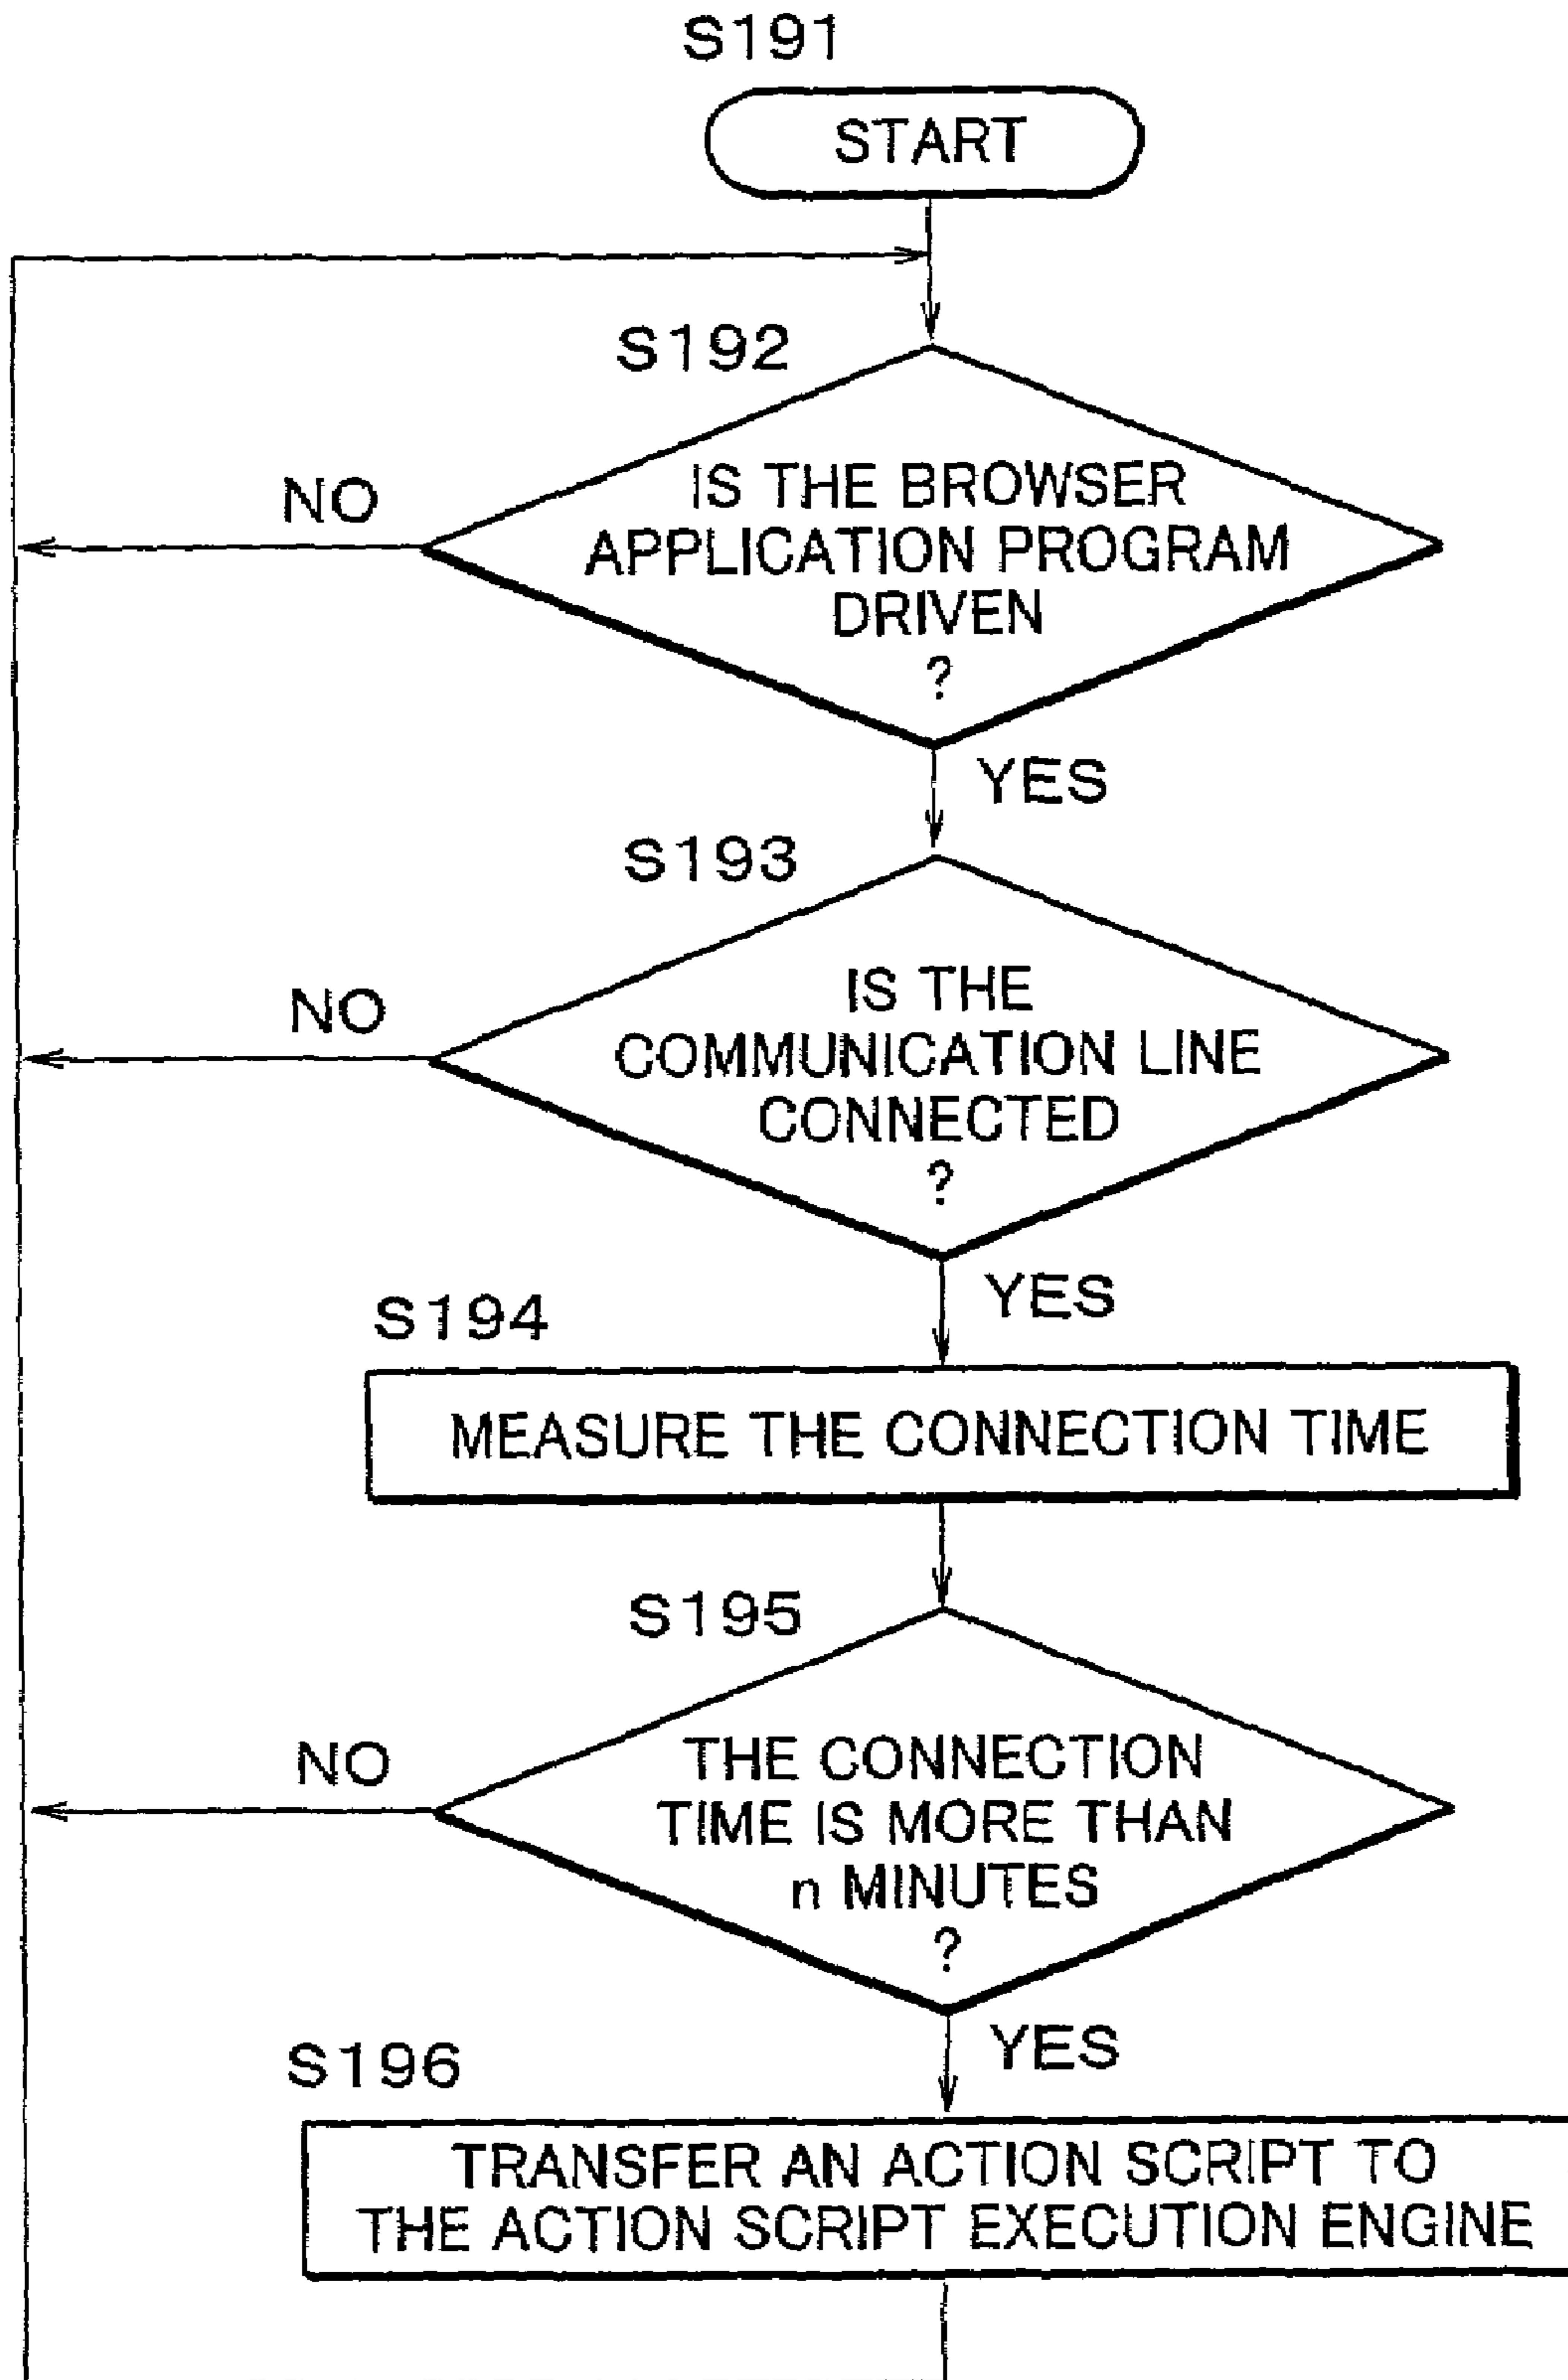 S191
START
S192
IS THE BROWSER
APPLICATION PROGRAM
DRIVEN
?
NO
YES
S193
IS THE
COMMUNICATION LINE
CONNECTED
?
NO
YES
S194
MEASURE THE CONNECTION TIME
S195
THE CONNECTION
TIME IS MORE THAN
n MINUTES
?
NO
YES
S196
TRANSFER AN ACTION SCRIPT TO
THE ACTION SCRIPT EXECUTION ENGINE